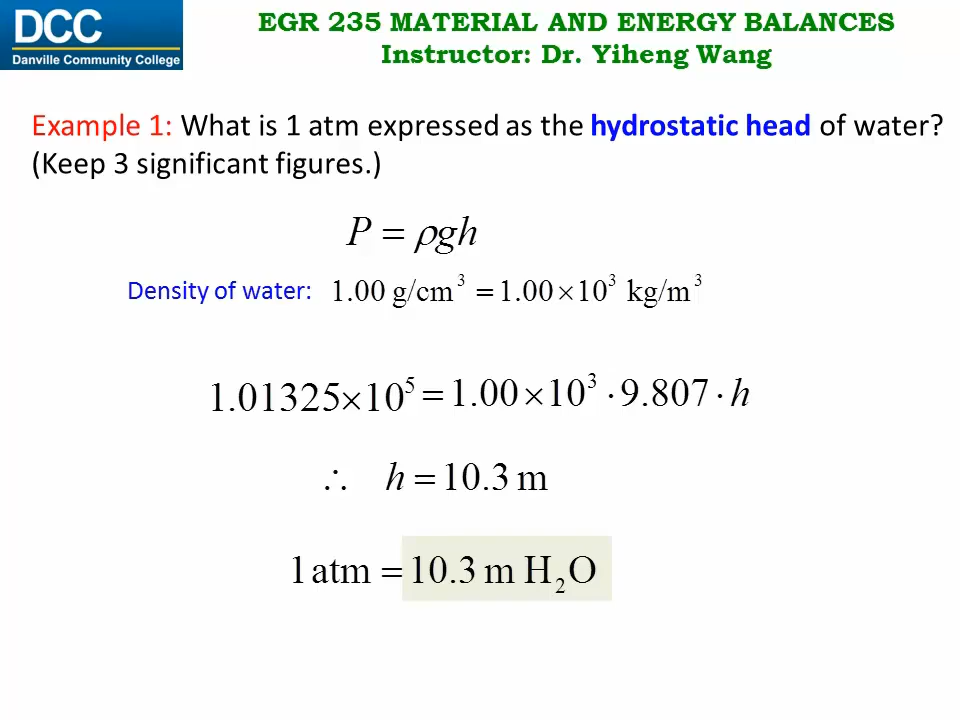 DCC
Danville Community College
EGR 235 MATERIAL AND ENERGY BALANCES
Instructor: Dr. Yiheng Wang
Example 1: What is 1 atm expressed as the hydrostatic head of water?
(Keep 3 significant figures.)
P = ρgh
Density of water: 1.00 g/cm³ = 1.00 × 10³ kg/m³
1.01325×10⁵ = 1.00 × 10³ · 9.807 · h
∴ h = 10.3 m
1 atm = 10.3 m H₂O